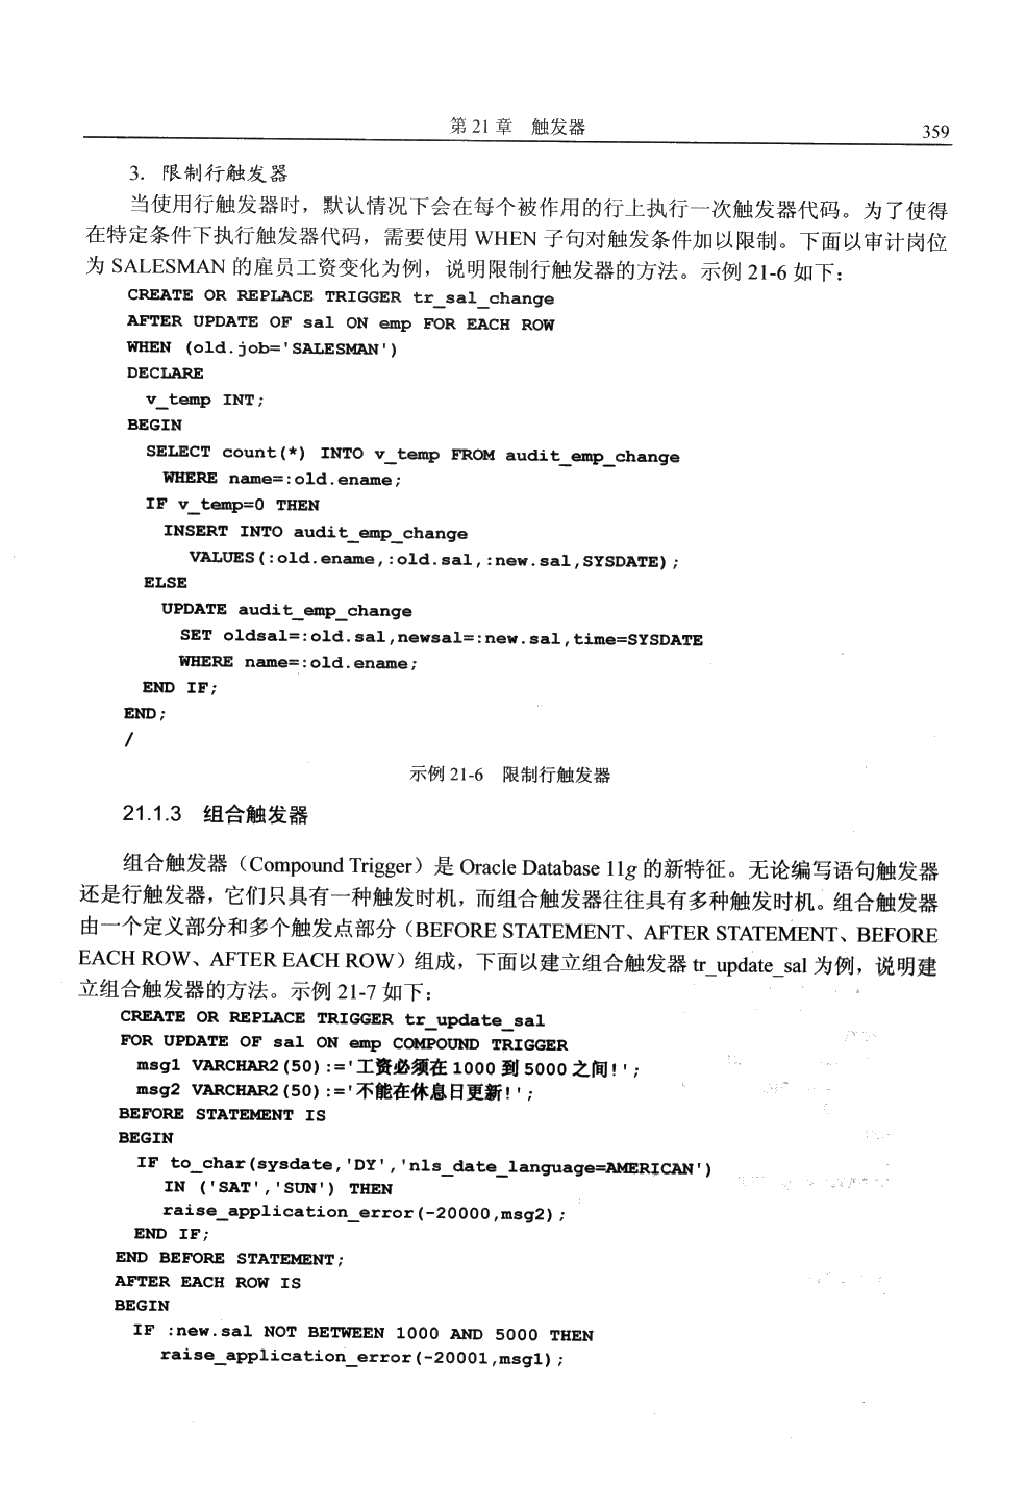 第 21 章 触发器
359
3. 限制行触发器
当使用行触发器时，默认情况下会在每个被作用的行上执行一次触发器代码。为了使得
在特定条件下执行触发器代码，需要使用 WHEN 子句对触发条件加以限制。下面以审计岗位
为 SALESMAN 的雇员工资变化为例，说明限制行触发器的方法。示例 21-6 如下：
CREATE OR REPLACE TRIGGER tr_sal_change
AFTER UPDATE OF sal ON emp FOR EACH ROW
WHEN (old.job='SALESMAN')
DECLARE
v_temp INT;
BEGIN
SELECT count(*) INTO v_temp FROM audit_emp_change
WHERE name=:old.ename;
IF v_temp=0 THEN
INSERT INTO audit_emp_change
VALUES(:old.ename,:old.sal,:new.sal,SYSDATE);
ELSE
UPDATE audit_emp_change
SET oldsal=:old.sal,newsal=:new.sal,time=SYSDATE
WHERE name=:old.ename;
END IF;
END;
/
示例 21-6 限制行触发器
21.1.3 组合触发器
组合触发器（Compound Trigger）是 Oracle Database 11g 的新特征。无论编写语句触发器
还是行触发器，它们只具有一种触发时机，而组合触发器往往具有多种触发时机。组合触发器
由一个定义部分和多个触发点部分（BEFORE STATEMENT、AFTER STATEMENT、BEFORE
EACH ROW、AFTER EACH ROW）组成，下面以建立组合触发器 tr_update_sal 为例，说明建
立组合触发器的方法。示例 21-7 如下：
CREATE OR REPLACE TRIGGER tr_update_sal
FOR UPDATE OF sal ON emp COMPOUND TRIGGER
msg1 VARCHAR2(50):='工资必须在 1000 到 5000 之间!';
msg2 VARCHAR2(50):='不能在休息日更新!';
BEFORE STATEMENT IS
BEGIN
IF to_char(sysdate,'DY','nls_date_language=AMERICAN')
IN ('SAT','SUN') THEN
raise_application_error(-20000,msg2);
END IF;
END BEFORE STATEMENT;
AFTER EACH ROW IS
BEGIN
IF :new.sal NOT BETWEEN 1000 AND 5000 THEN
raise_application_error(-20001,msg1);